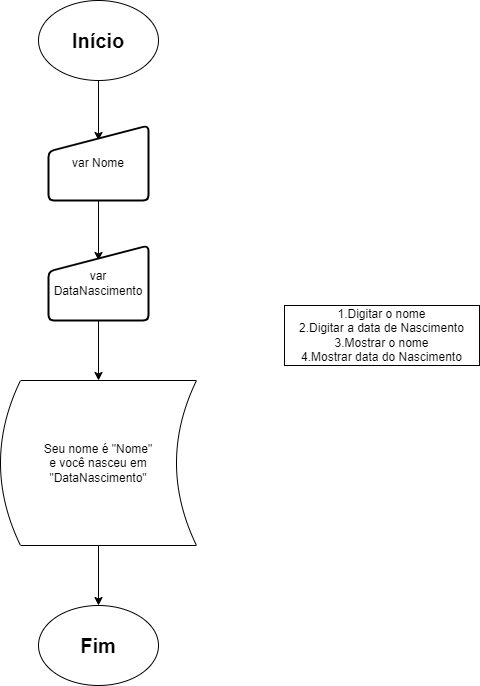 Início
var Nome
var
DataNascimento
Seu nome é "Nome"
e você nasceu em
"DataNascimento"
Fim
1.Digitar o nome
2.Digitar a data de Nascimento
3.Mostrar o nome
4.Mostrar data do Nascimento